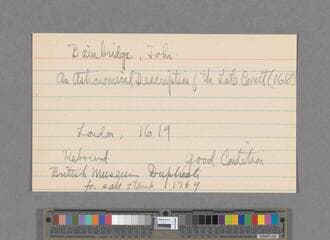 Bainbridge, John
An Astronomical Description of the Late Comet (1618)
London, 1619
Rebound Good Condition
British Museum Duplicate
for sale stamp 1769